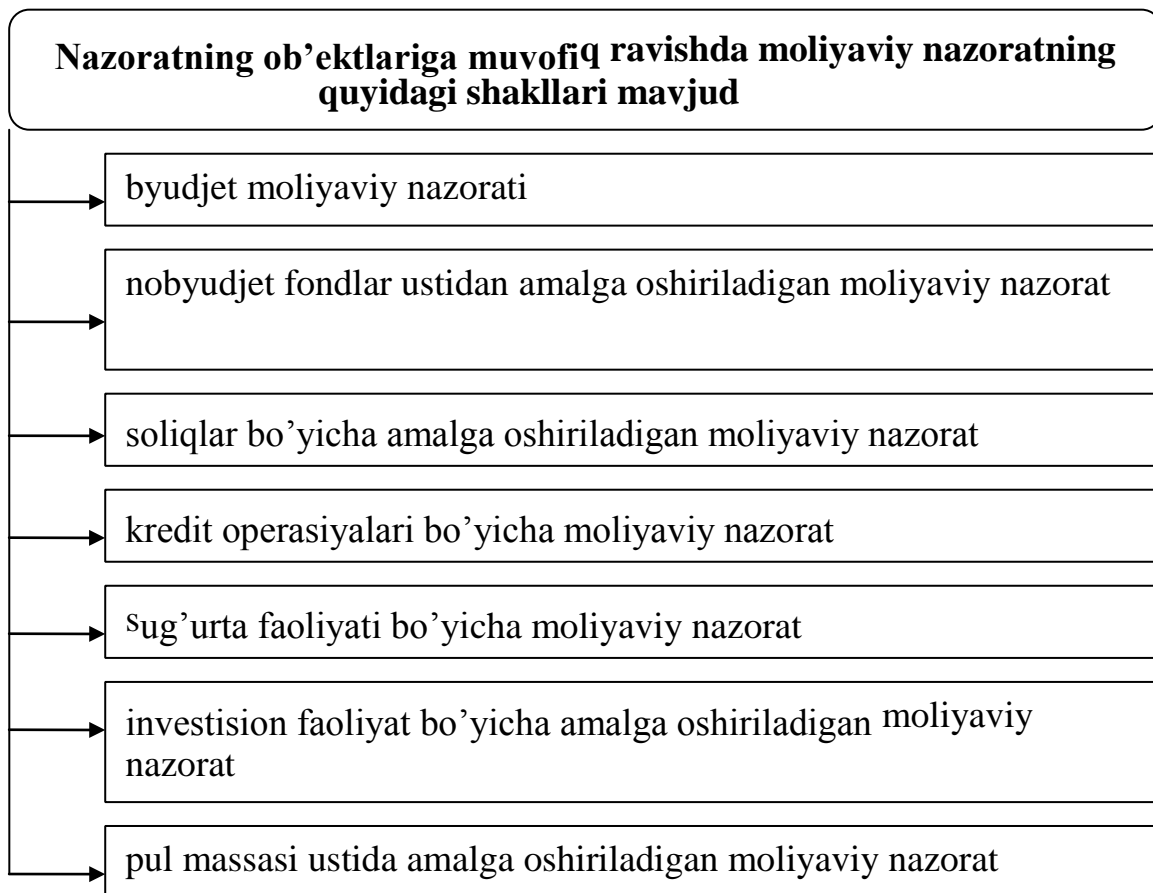 Nazoratning ob’ektlariga muvofiq ravishda moliyaviy nazoratning
quyidagi shakllari mavjud
byudjet moliyaviy nazorati
nobyudjet fondlar ustidan amalga oshiriladigan moliyaviy nazorat
soliqlar bo’yicha amalga oshiriladigan moliyaviy nazorat
kredit operasiyalari bo’yicha moliyaviy nazorat
sug’urta faoliyati bo’yicha moliyaviy nazorat
investision faoliyat bo’yicha amalga oshiriladigan moliyaviy
nazorat
pul massasi ustida amalga oshiriladigan moliyaviy nazorat